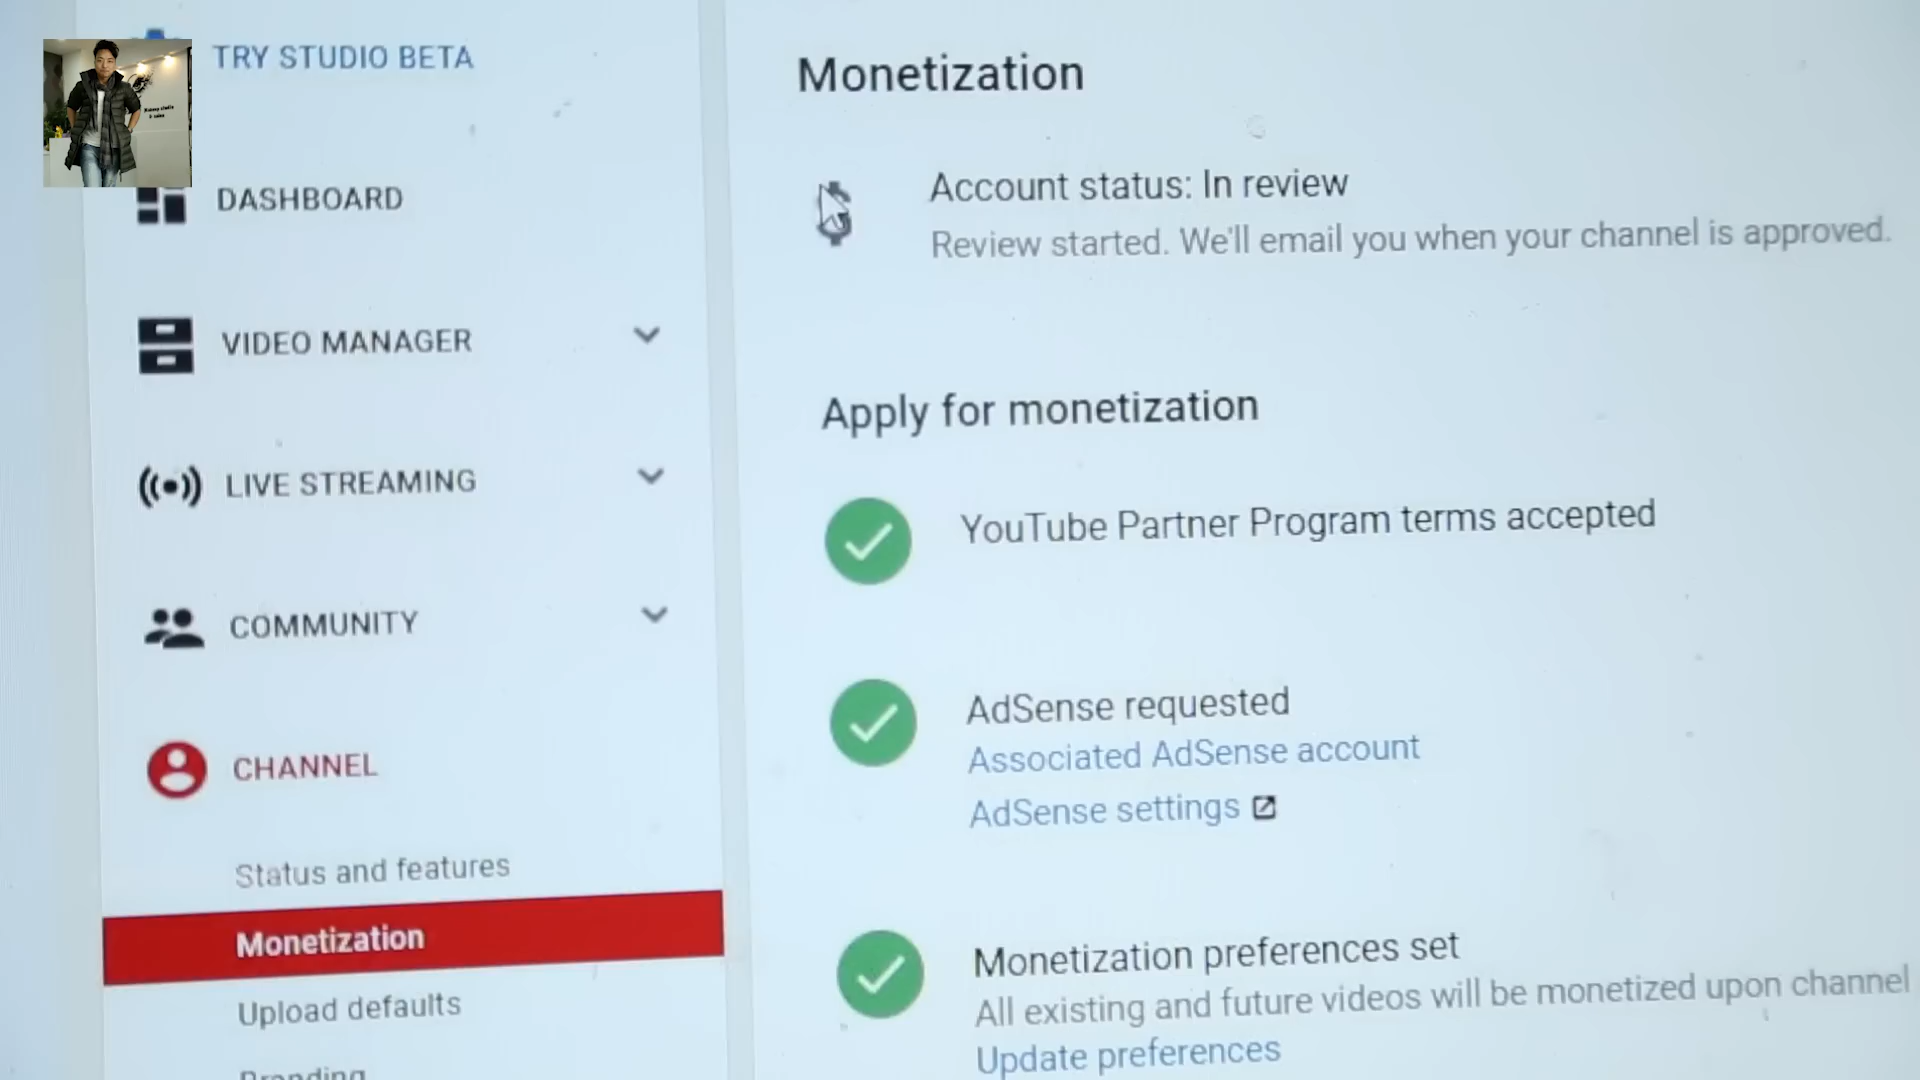 TRY STUDIO BETA
DASHBOARD
VIDEO MANAGER
LIVE STREAMING
COMMUNITY
CHANNEL
Status and features
Monetization
Upload defaults
Branding
Monetization
Account status: In review
Review started. We'll email you when your channel is approved.
Apply for monetization
YouTube Partner Program terms accepted
AdSense requested
Associated AdSense account
AdSense settings
Monetization preferences set
All existing and future videos will be monetized upon channel
Update preferences